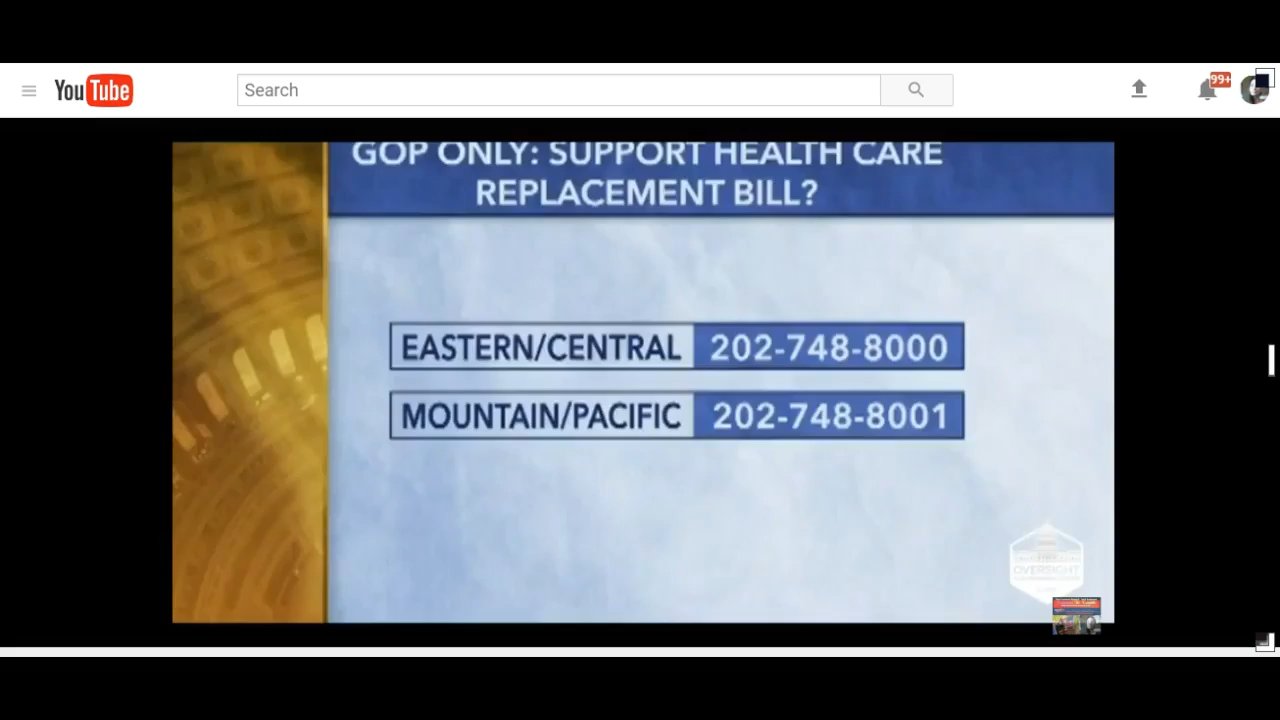 YouTube
Search
99+
GOP ONLY: SUPPORT HEALTH CARE
REPLACEMENT BILL?
EASTERN/CENTRAL 202-748-8000
MOUNTAIN/PACIFIC 202-748-8001
OVERSIGHT